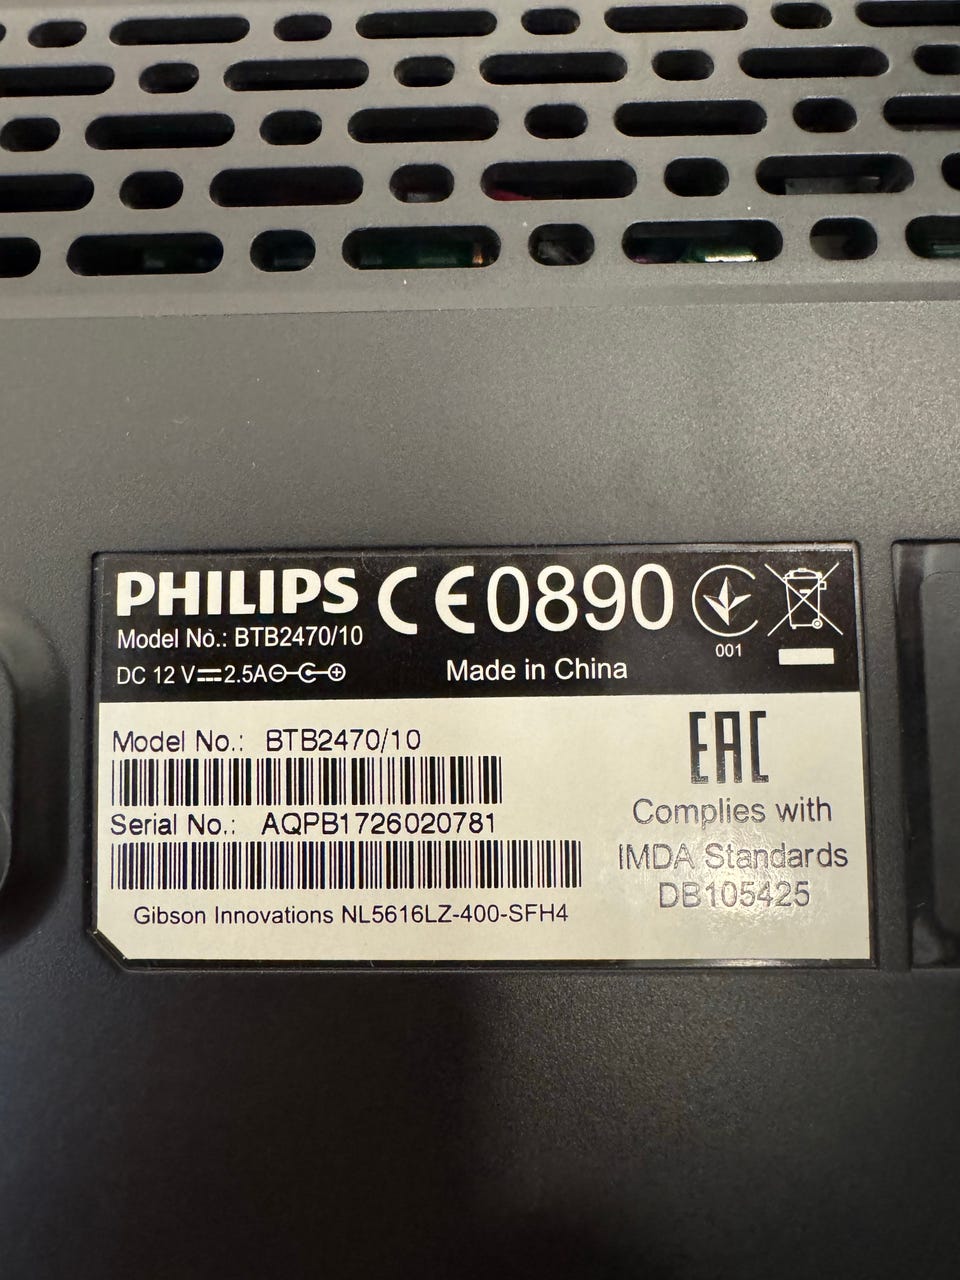 PHILIPS CE0890
Model No.: BTB2470/10
001
DC 12 V⎓2.5A⊖-C-⊕ Made in China
Model No.: BTB2470/10
EAC
Serial No.: AQPB1726020781
Complies with
IMDA Standards
DB105425
Gibson Innovations NL5616LZ-400-SFH4